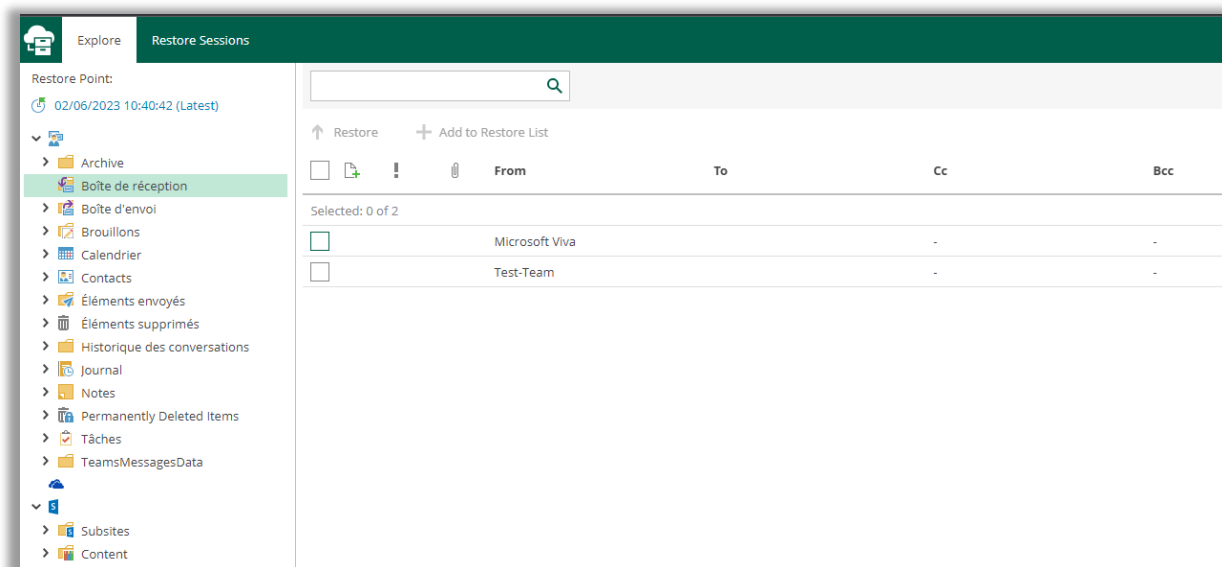 Explore Restore Sessions
Restore Point:
02/06/2023 10:40:42 (Latest)
Archive
Boîte de réception
Boîte d'envoi
Brouillons
Calendrier
Contacts
Éléments envoyés
Éléments supprimés
Historique des conversations
Journal
Notes
Permanently Deleted Items
Tâches
TeamsMessagesData
Subsites
Content
Restore Add to Restore List
From To Cc Bcc
Selected: 0 of 2
Microsoft Viva - -
Test-Team - -